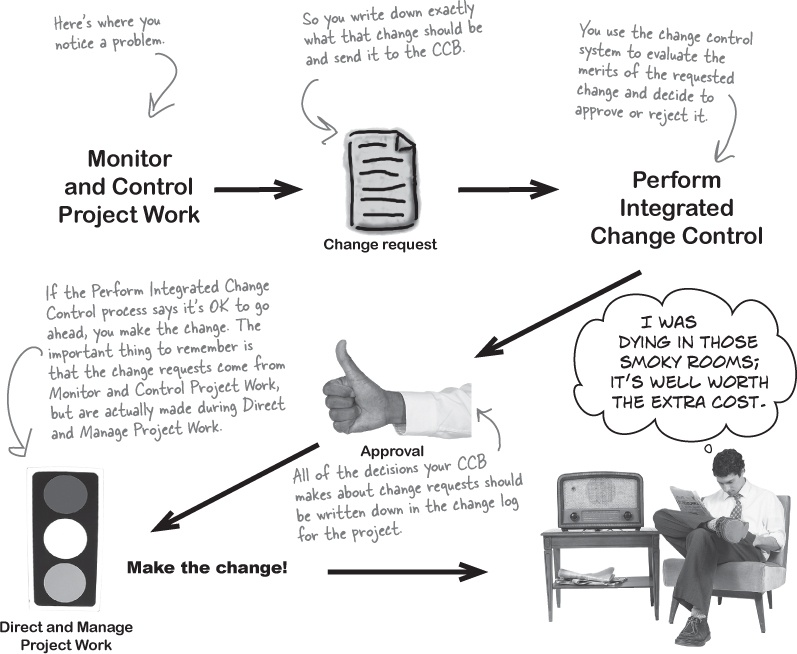 Here's where you
notice a problem.
So you write down exactly
what that change should be
and send it to the CCB.
You use the change control
system to evaluate the
merits of the requested
change and decide to
approve or reject it.
Monitor
and Control
Project Work
Change request
Perform
Integrated
Change Control
If the Perform Integrated Change
Control process says it's OK to go
ahead, you make the change. The
important thing to remember is
that the change requests come from
Monitor and Control Project Work,
but are actually made during Direct
and Manage Project Work.
I WAS
DYING IN THOSE
SMOKY ROOMS;
IT'S WELL WORTH
THE EXTRA COST.
Approval
All of the decisions your CCB
makes about change requests should
be written down in the change log
for the project.
Make the change!
Direct and Manage
Project Work